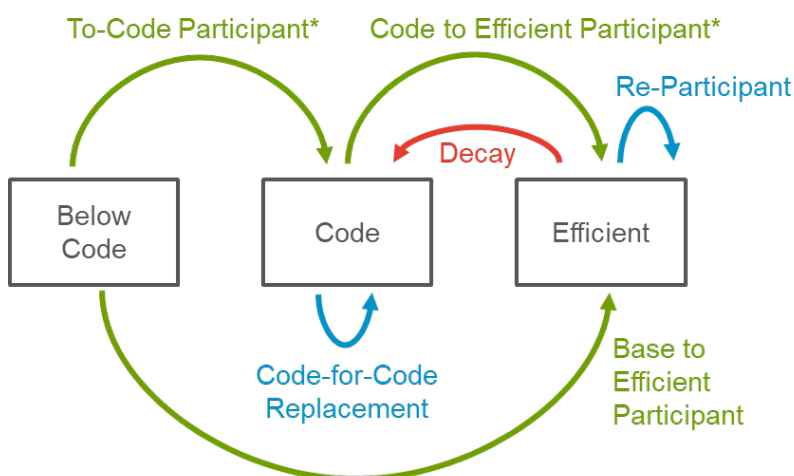 To-Code Participant*
Code to Efficient Participant*
Re-Participant
Decay
Below
Code
Code
Efficient
Code-for-Code
Replacement
Base to
Efficient
Participant